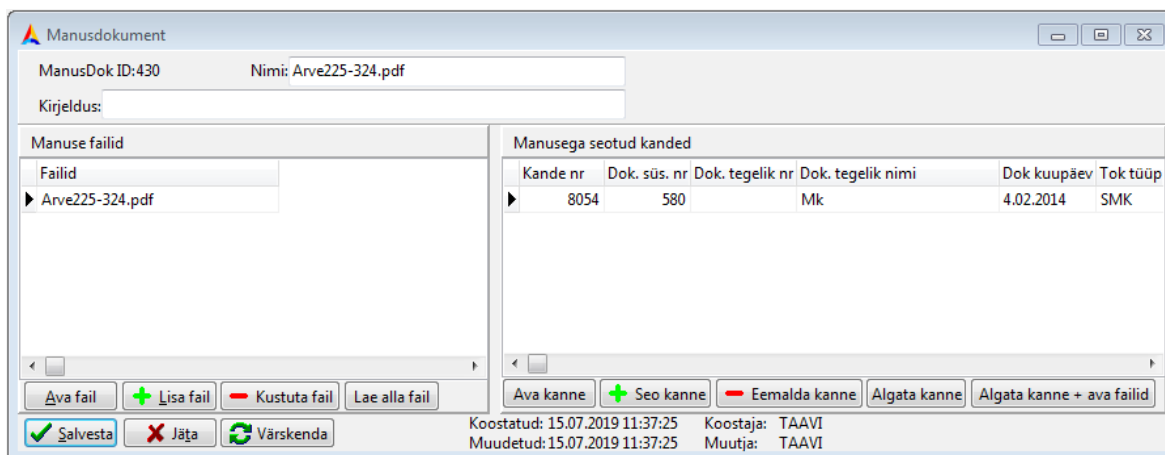 Manusdokument
ManusDok ID:430 Nimi: Arve225-324.pdf
Kirjeldus:
Manuse failid
Failid
Arve225-324.pdf
Ava fail Lisa fail Kustuta fail Lae alla fail
Manusega seotud kanded
Kande nr Dok. süs. nr Dok. tegelik nr Dok. tegelik nimi Dok kuupäev Tok tüüp
8054 580 Mk 4.02.2014 SMK
Ava kanne Seo kanne Eemalda kanne Algata kanne Algata kanne + ava failid
Salvesta Jäta Värskenda
Koostatud: 15.07.2019 11:37:25 Koostaja: TAAVI
Muudetud: 15.07.2019 11:37:25 Muutja: TAAVI